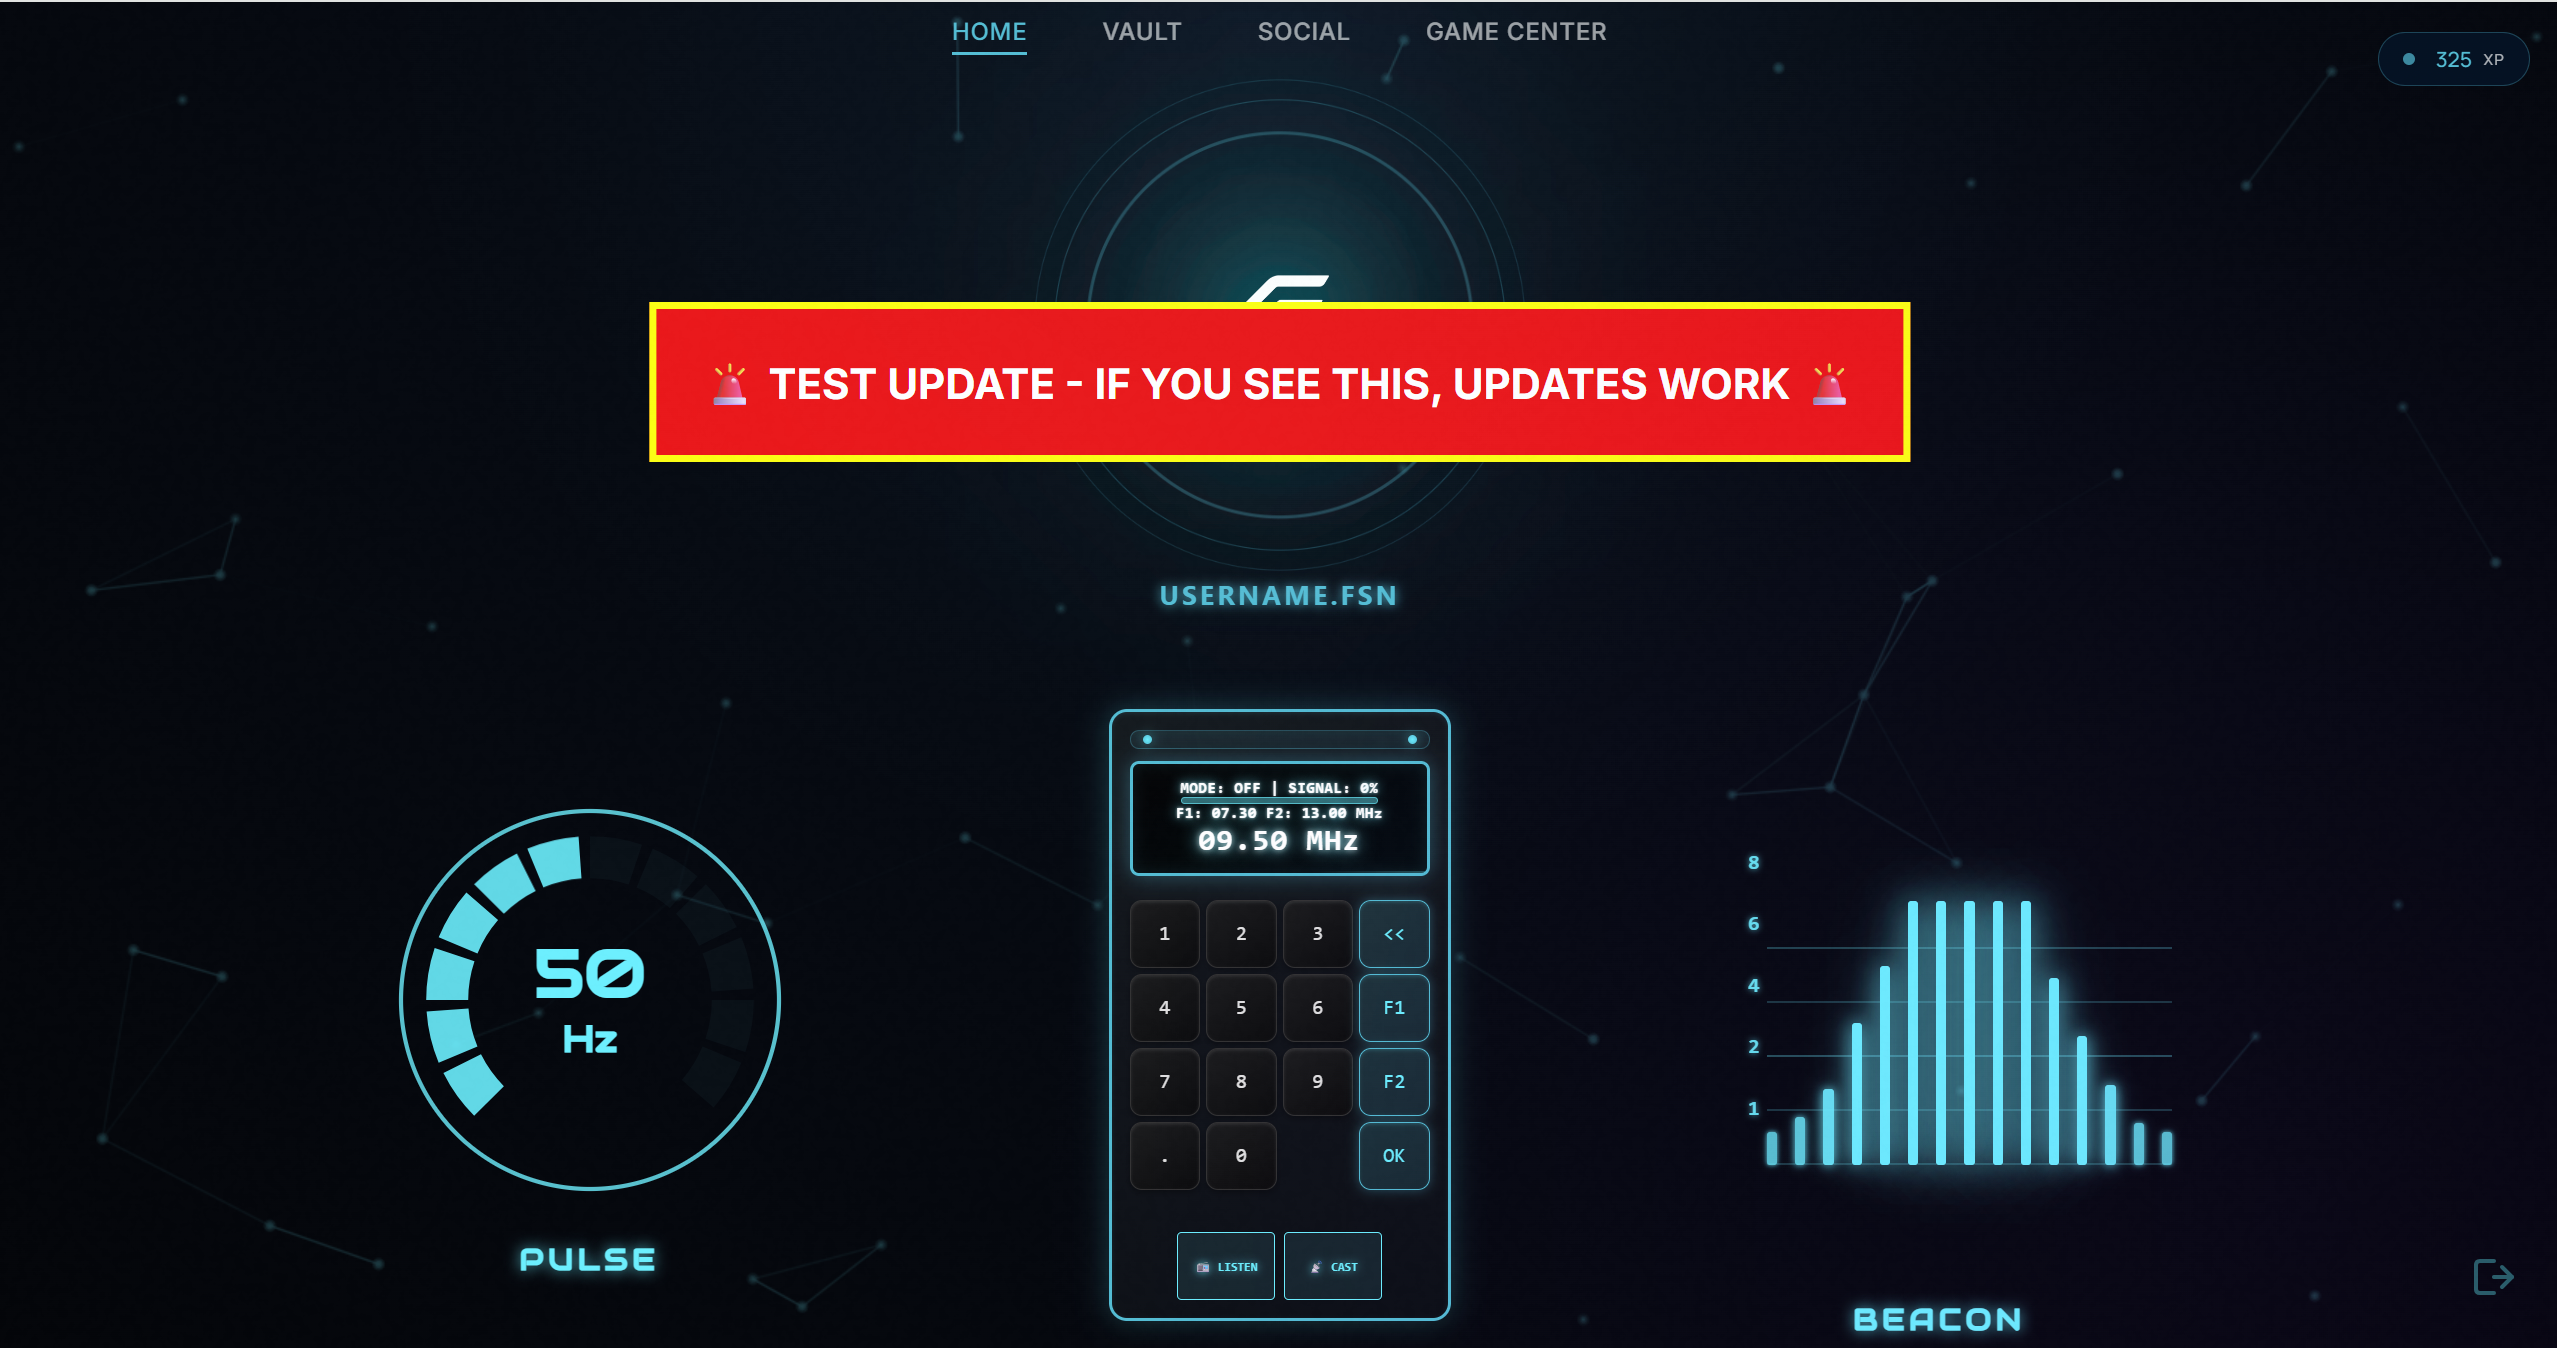 HOME VAULT SOCIAL GAME CENTER
325 XP
🚨 TEST UPDATE - IF YOU SEE THIS, UPDATES WORK 🚨
USERNAME.FSN
MODE: OFF | SIGNAL: 0%
F1: 07.30 F2: 13.00 MHz
09.50 MHz
1 2 3 <<
4 5 6 F1
7 8 9 F2
. 0 OK
LISTEN CAST
50
Hz
PULSE
8
6
4
2
1
BEACON